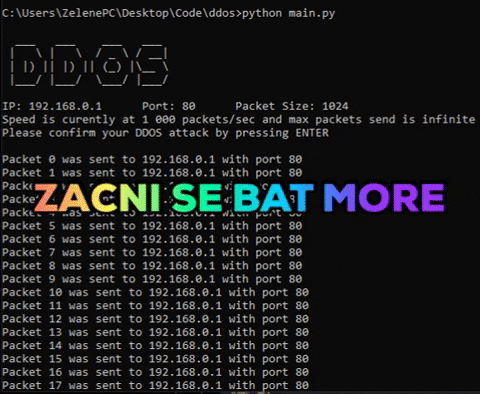 C:\Users\ZelenePC\Desktop\Code\ddos>python main.py
DDOS
IP: 192.168.0.1 Port: 80 Packet Size: 1024
Speed is curently at 1 000 packets/sec and max packets send is infinite
Please confirm your DDOS attack by pressing ENTER
Packet 0 was sent to 192.168.0.1 with port 80
Packet 1 was sent to 192.168.0.1 with port 80
ZACNI SE BAT MORE
Packet 5 was sent to 192.168.0.1 with port 80
Packet 6 was sent to 192.168.0.1 with port 80
Packet 7 was sent to 192.168.0.1 with port 80
Packet 8 was sent to 192.168.0.1 with port 80
Packet 9 was sent to 192.168.0.1 with port 80
Packet 10 was sent to 192.168.0.1 with port 80
Packet 11 was sent to 192.168.0.1 with port 80
Packet 12 was sent to 192.168.0.1 with port 80
Packet 13 was sent to 192.168.0.1 with port 80
Packet 14 was sent to 192.168.0.1 with port 80
Packet 15 was sent to 192.168.0.1 with port 80
Packet 16 was sent to 192.168.0.1 with port 80
Packet 17 was sent to 192.168.0.1 with port 80